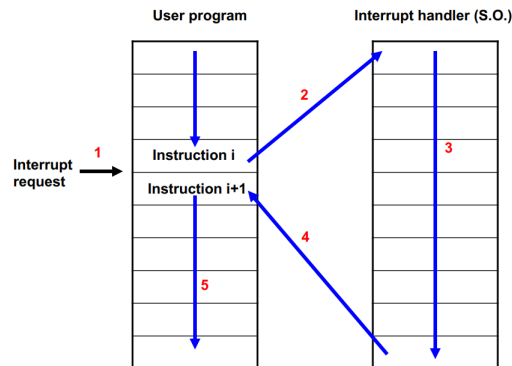 User program
Interrupt handler (S.O.)
2
1
3
Instruction i
Interrupt
request
Instruction i+1
4
5